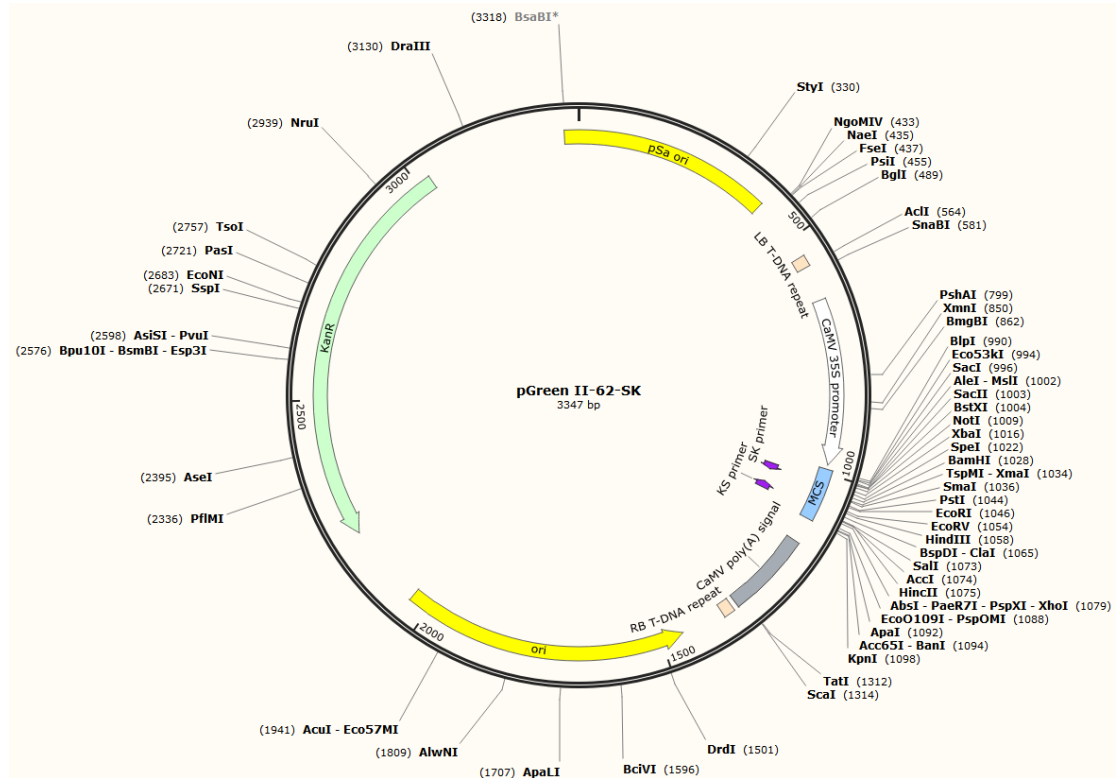 (3318) BsaBI*
(3130) DraIII
(2939) NruI
(2757) TsoI
(2721) PasI
(2683) EcoNI
(2671) SspI
(2598) AsiSI - PvuI
(2576) Bpu10I - BsmBI - Esp3I
(2395) AseI
(2336) PflMI
(1941) AcuI - Eco57MI
(1809) AlwNI
(1707) ApaLI
BciVI (1596)
DrdI (1501)
StyI (330)
NgoMIV (433)
NaeI (435)
FseI (437)
PsiI (455)
BglI (489)
AclI (564)
SnaBI (581)
PshAI (799)
XmnI (850)
BmgBI (862)
BlpI (990)
Eco53kI (994)
SacI (996)
AleI - MslI (1002)
SacII (1003)
BstXI (1004)
NotI (1009)
XbaI (1016)
SpeI (1022)
BamHI (1028)
TspMI - XmaI (1034)
SmaI (1036)
PstI (1044)
EcoRI (1046)
EcoRV (1054)
HindIII (1058)
BspDI - ClaI (1065)
SalI (1073)
AccI (1074)
HincII (1075)
AbsI - PaeR7I - PspXI - XhoI (1079)
EcoO109I - PspOMI (1088)
ApaI (1092)
Acc65I - BanI (1094)
KpnI (1098)
TatI (1312)
ScaI (1314)
pSa ori
LB T-DNA repeat
CaMV 35S promoter
SK primer
KS primer
MCS
CaMV poly(A) signal
RB T-DNA repeat
ori
KanR
500
1000
1500
2000
2500
3000
pGreen II-62-SK
3347 bp